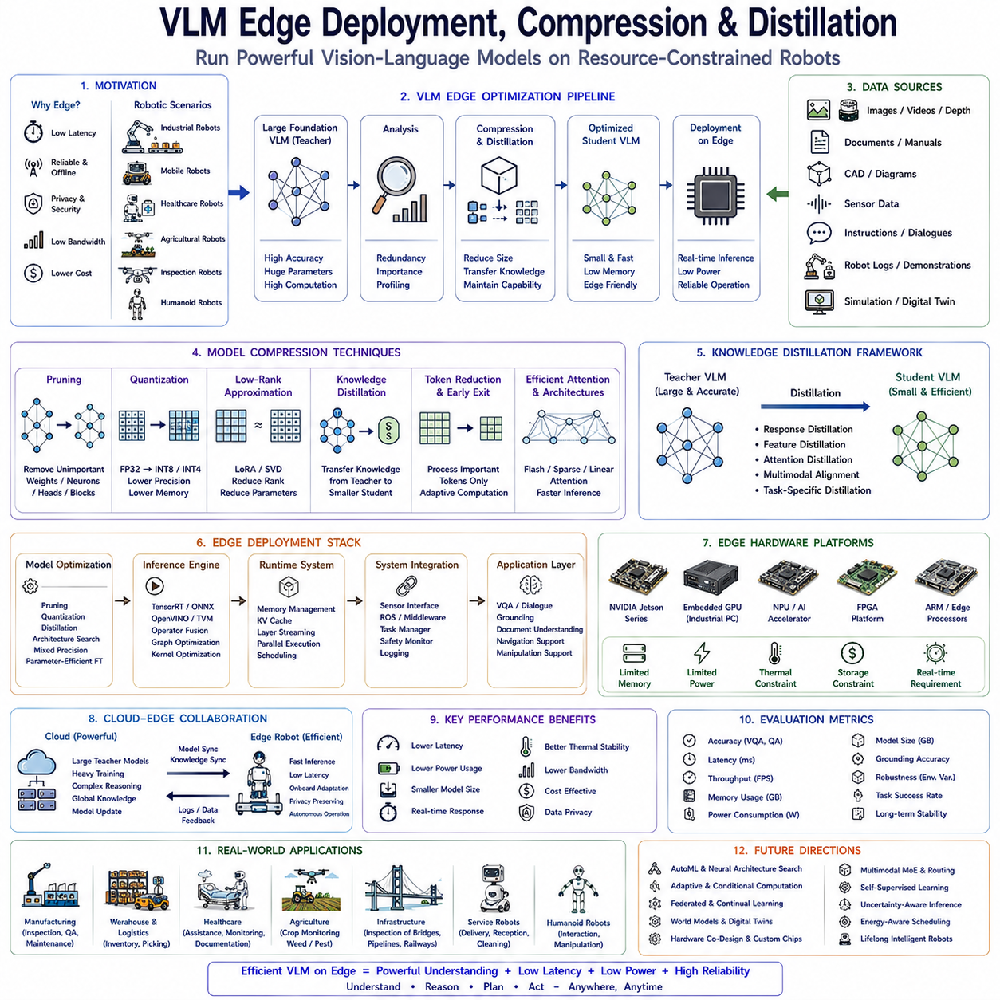 VLM Edge Deployment, Compression & Distillation
Run Powerful Vision-Language Models on Resource-Constrained Robots
1. MOTIVATION
Why Edge?
Low Latency
Reliable &
Offline
Privacy &
Security
Low Bandwidth
Lower Cost
Robotic Scenarios
Industrial Robots
Mobile Robots
Healthcare Robots
Agricultural Robots
Inspection Robots
Humanoid Robots
2. VLM EDGE OPTIMIZATION PIPELINE
Large Foundation
VLM (Teacher)
High Accuracy
Huge Parameters
High Computation
Analysis
Redundancy
Importance
Profiling
Compression
& Distillation
Reduce Size
Transfer Knowledge
Maintain Capability
Optimized
Student VLM
Small & Fast
Low Memory
Edge Friendly
Deployment
on Edge
Real-time Inference
Low Power
Reliable Operation
3. DATA SOURCES
Images / Videos / Depth
Documents / Manuals
CAD / Diagrams
Sensor Data
Instructions / Dialogues
Robot Logs / Demonstrations
Simulation / Digital Twin
4. MODEL COMPRESSION TECHNIQUES
Pruning
Remove Unimportant
Weights / Neurons
/ Heads / Blocks
Quantization
FP32 → INT8 / INT4
Lower Precision
Lower Memory
Low-Rank
Approximation
≈
LoRA / SVD
Reduce Rank
Reduce Parameters
Knowledge
Distillation
S
S
Transfer Knowledge
from Teacher to
Smaller Student
Token Reduction
& Early Exit
Process Important
Tokens Only
Adaptive Computation
Efficient Attention
& Architectures
Flash / Sparse / Linear
Attention
Faster Inference
5. KNOWLEDGE DISTILLATION FRAMEWORK
Teacher VLM
(Large & Accurate)
Distillation
• Response Distillation
• Feature Distillation
• Attention Distillation
• Multimodal Alignment
• Task-Specific Distillation
Student VLM
(Small & Efficient)
6. EDGE DEPLOYMENT STACK
Model Optimization
Pruning
Quantization
Distillation
Architecture Search
Mixed Precision
Parameter-Efficient FT
Inference Engine
TensorRT / ONNX
OpenVINO / TVM
Operator Fusion
Graph Optimization
Kernel Optimization
Runtime System
Memory Management
KV Cache
Layer Streaming
Parallel Execution
Scheduling
System Integration
Sensor Interface
ROS / Middleware
Task Manager
Safety Monitor
Logging
Application Layer
VQA / Dialogue
Grounding
Document Understanding
Navigation Support
Manipulation Support
7. EDGE HARDWARE PLATFORMS
NVIDIA Jetson
Series
Embedded GPU
(Industrial PC)
NPU / AI
Accelerator
FPGA
Platform
ARM / Edge
Processors
Limited
Memory
Limited
Power
Thermal
Constraint
$
Storage
Constraint
Real-time
Requirement
8. CLOUD-EDGE COLLABORATION
Cloud (Powerful)
Large Teacher Models
Heavy Training
Complex Reasoning
Global Knowledge
Model Update
Model Sync
Knowledge Sync
Logs / Data
Feedback
Edge Robot (Efficient)
Fast Inference
Low Latency
Onboard Adaptation
Privacy Preserving
Autonomous Operation
9. KEY PERFORMANCE BENEFITS
Lower Latency
Lower Power Usage
Smaller Model Size
Real-time Response
Better Thermal Stability
Lower Bandwidth
Cost Effective
Data Privacy
10. EVALUATION METRICS
Accuracy (VQA, QA)
Latency (ms)
Throughput (FPS)
Memory Usage (GB)
Power Consumption (W)
Model Size (GB)
Grounding Accuracy
Robustness (Env. Var.)
Task Success Rate
Long-term Stability
11. REAL-WORLD APPLICATIONS
Manufacturing
(Inspection, QA,
Maintenance)
Werahouse &
Logistics
(Inventory, Picking)
Healthcare
(Assistance, Monitoring,
Documentation)
Agriculture
(Crop Monitoring
Weed / Pest)
Infrastructure
(Inspection of Bridges,
Pipelines, Railways)
Service Robots
(Delivery, Reception,
Cleaning)
Humanoid Robots
(Interaction,
Manipulation)
12. FUTURE DIRECTIONS
AutoML & Neural Architecture Search
Adaptive & Conditional Computation
Federated & Continual Learning
World Models & Digital Twins
Hardware Co-Design & Custom Chips
Multimodal MoE & Routing
Self-Supervised Learning
Uncertainty-Aware Inference
Energy-Aware Scheduling
Lifelong Intelligent Robots
Efficient VLM on Edge = Powerful Understanding + Low Latency + Low Power + High Reliability
Understand • Reason • Plan • Act – Anywhere, Anytime